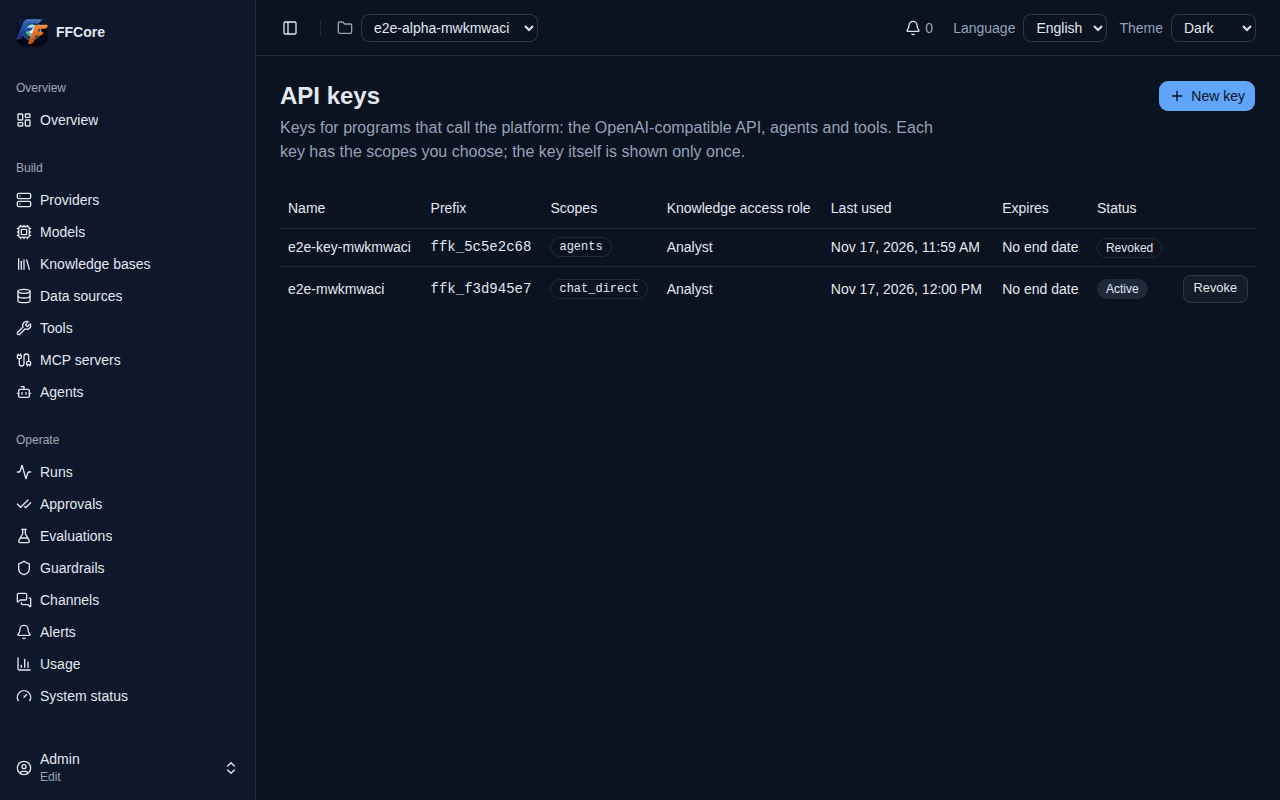 FFCore
e2e-alpha-mwkmwaci
0
Language
English
Theme
Dark
Overview
Overview
Build
Providers
Models
Knowledge bases
Data sources
Tools
MCP servers
Agents
Operate
Runs
Approvals
Evaluations
Guardrails
Channels
Alerts
Usage
System status
Admin
Edit
API keys
New key
Keys for programs that call the platform: the OpenAI-compatible API, agents and tools. Each
key has the scopes you choose; the key itself is shown only once.
Name Prefix Scopes Knowledge access role Last used Expires Status
e2e-key-mwkmwaci ffk_5c5e2c68 agents Analyst Nov 17, 2026, 11:59 AM No end date Revoked
e2e-mwkmwaci ffk_f3d945e7 chat_direct Analyst Nov 17, 2026, 12:00 PM No end date Active Revoke